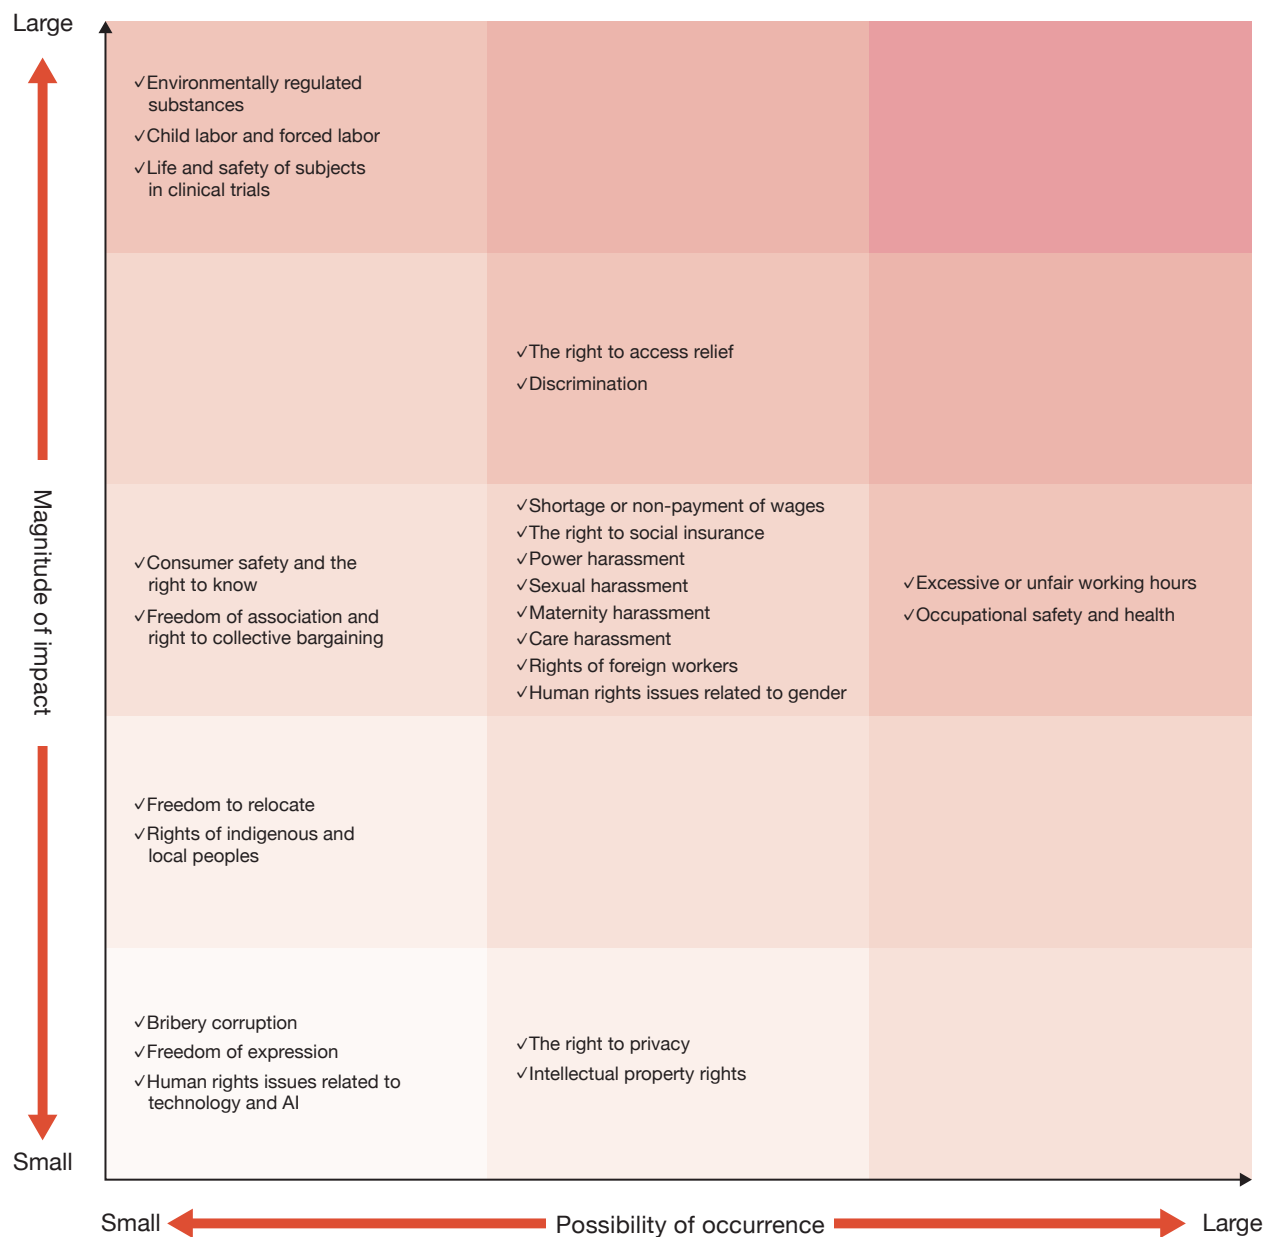 Large
✓Environmentally regulated
substances
✓Child labor and forced labor
✓Life and safety of subjects
in clinical trials
✓The right to access relief
✓Discrimination
Magnitude of impact
✓Consumer safety and the
right to know
✓Freedom of association and
right to collective bargaining
✓Shortage or non-payment of wages
✓The right to social insurance
✓Power harassment
✓Sexual harassment
✓Maternity harassment
✓Care harassment
✓Rights of foreign workers
✓Human rights issues related to gender
✓Excessive or unfair working hours
✓Occupational safety and health
✓Freedom to relocate
✓Rights of indigenous and
local peoples
✓Bribery corruption
✓Freedom of expression
✓Human rights issues related to
technology and AI
✓The right to privacy
✓Intellectual property rights
Small
Small
Possibility of occurrence
Large